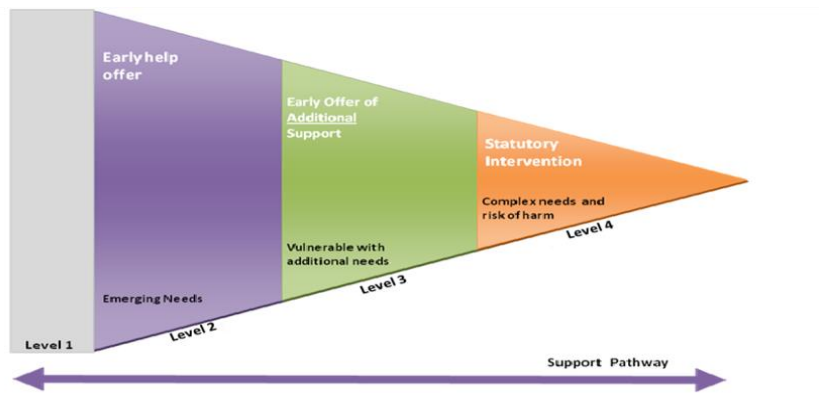 Early help
offer
Early Offer of
Additional
Support
Statutory
Intervention
Complex needs and
risk of harm
Level 4
Vulnerable with
additional needs
Level 3
Emerging Needs
Level 2
Level 1
Support Pathway